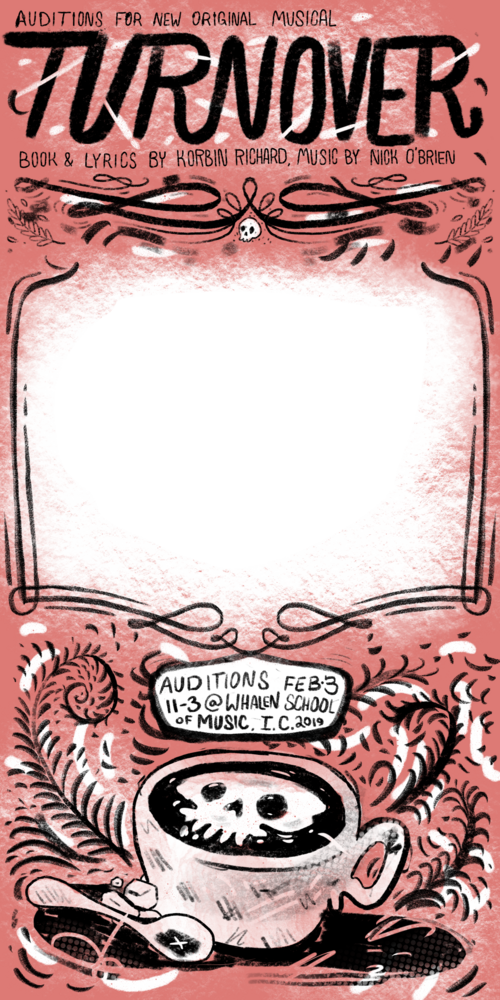 AUDITIONS FOR NEW ORIGINAL MUSICAL
TURNOVER
BOOK & LYRICS BY KORBIN RICHARD, MUSIC BY NICK O'BRIEN
AUDITIONS FEB·3
11-3 @ WHALEN SCHOOL
OF MUSIC. I.C. 2019